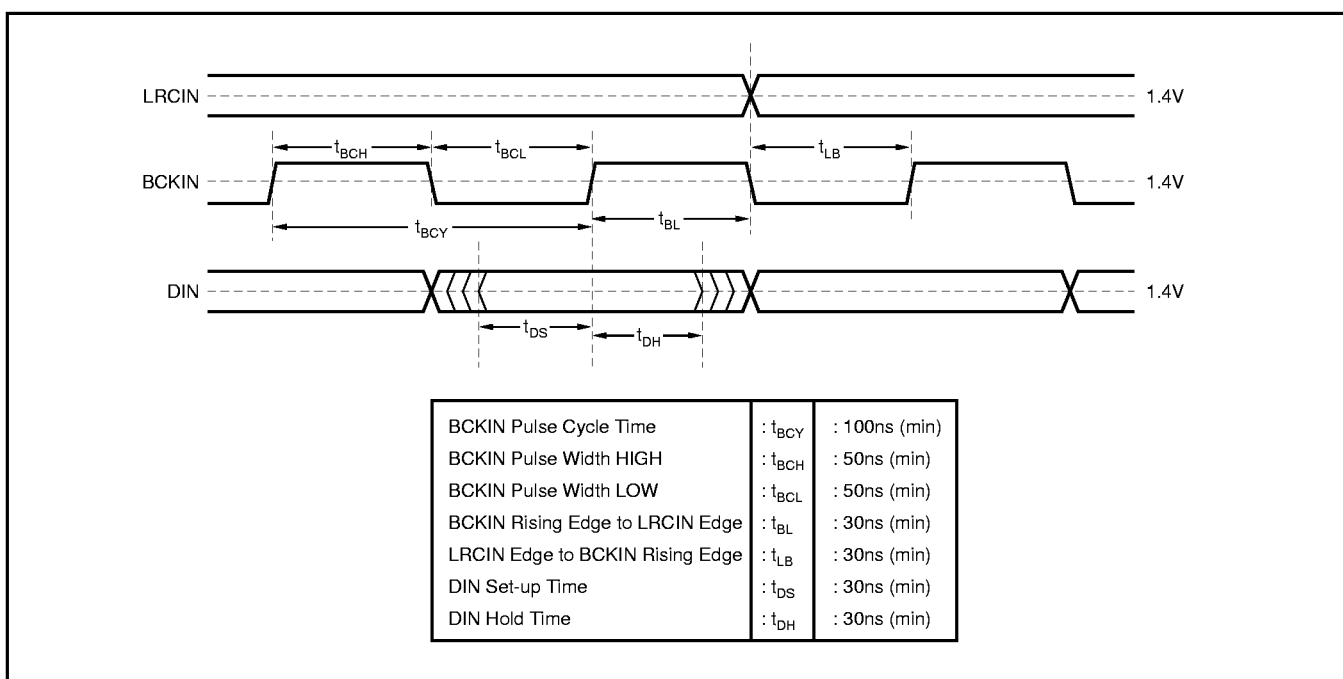 LRCIN 1.4V
tBCH tBCL tLB
BCKIN 1.4V
tBCY tBL
DIN 1.4V
tDS tDH
BCKIN Pulse Cycle Time : tBCY : 100ns (min)
BCKIN Pulse Width HIGH : tBCH : 50ns (min)
BCKIN Pulse Width LOW : tBCL : 50ns (min)
BCKIN Rising Edge to LRCIN Edge : tBL : 30ns (min)
LRCIN Edge to BCKIN Rising Edge : tLB : 30ns (min)
DIN Set-up Time : tDS : 30ns (min)
DIN Hold Time : tDH : 30ns (min)